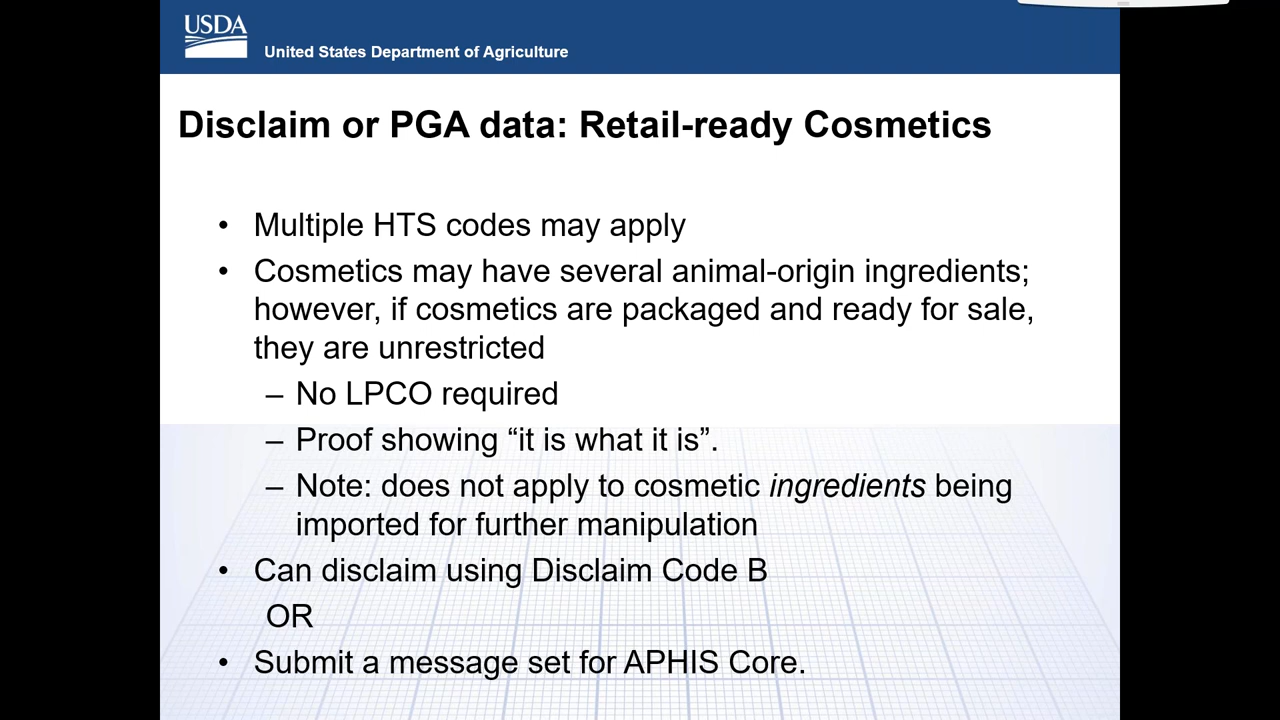 USDA
United States Department of Agriculture
Disclaim or PGA data: Retail-ready Cosmetics
• Multiple HTS codes may apply
• Cosmetics may have several animal-origin ingredients;
however, if cosmetics are packaged and ready for sale,
they are unrestricted
– No LPCO required
– Proof showing “it is what it is”.
– Note: does not apply to cosmetic ingredients being
imported for further manipulation
• Can disclaim using Disclaim Code B
OR
• Submit a message set for APHIS Core.